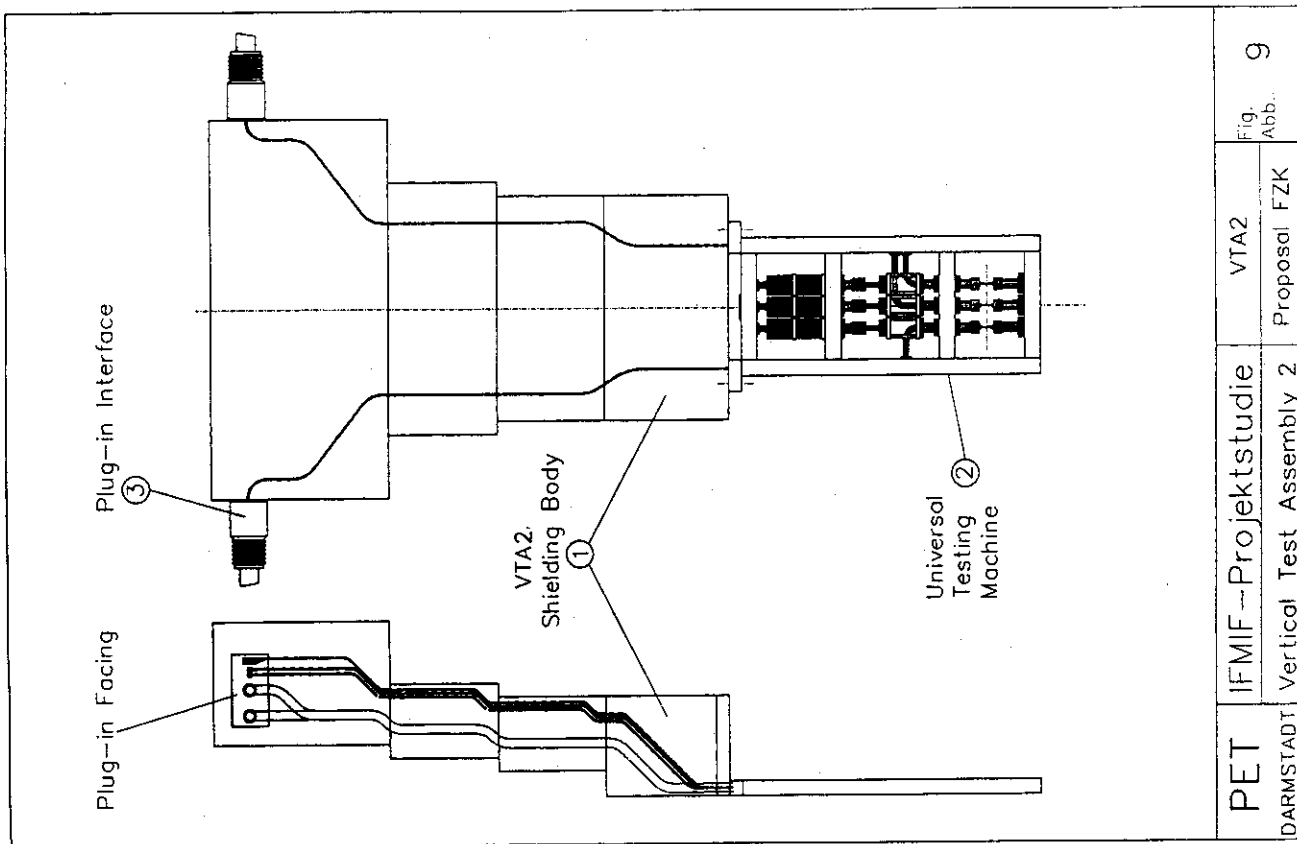 Plug-in Facing
Plug-in Interface
3
VTA2,
Shielding Body
1
Universal
Testing
Machine
2
PET
DARMSTADT
IFMIF-Projektstudie
Vertical Test Assembly 2
VTA2
Proposal FZK
Fig.
Abb.:
9